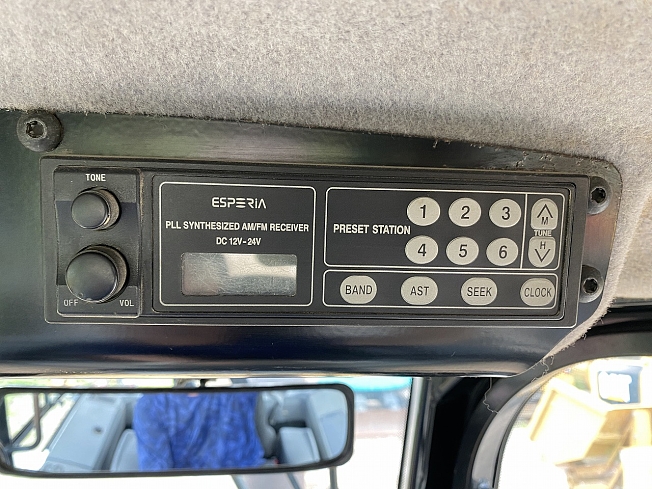 TONE
OFF VOL
ESPERIA
PLL SYNTHESIZED AM/FM RECEIVER
DC 12V-24V
PRESET STATION
1 2 3
4 5 6
M
TUNE
H
BAND AST SEEK CLOCK